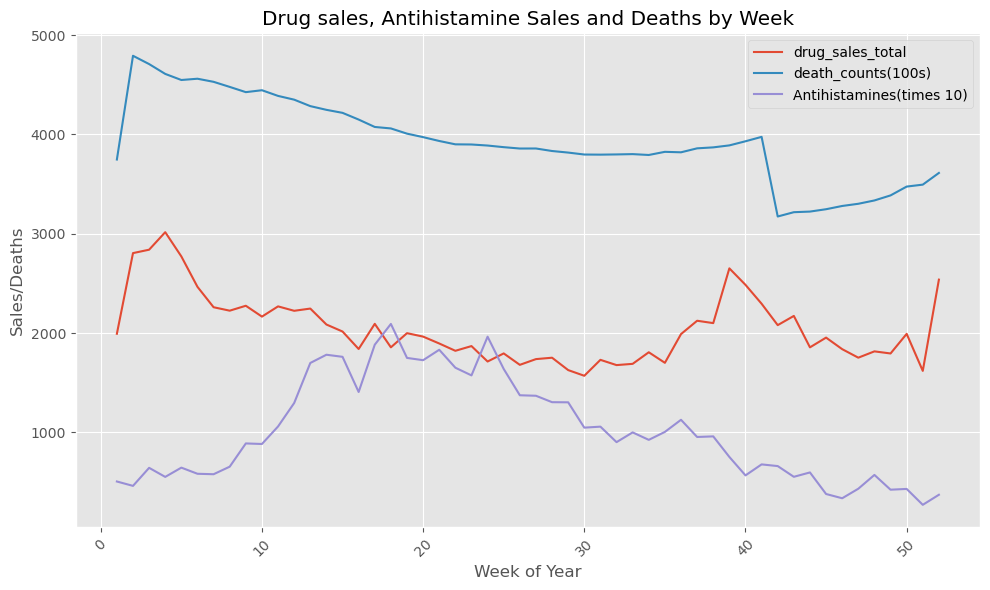 Drug sales, Antihistamine Sales and Deaths by Week
drug_sales_total
death_counts(100s)
Antihistamines(times 10)
Sales/Deaths
5000
4000
3000
2000
1000
0
10
20
30
40
50
Week of Year